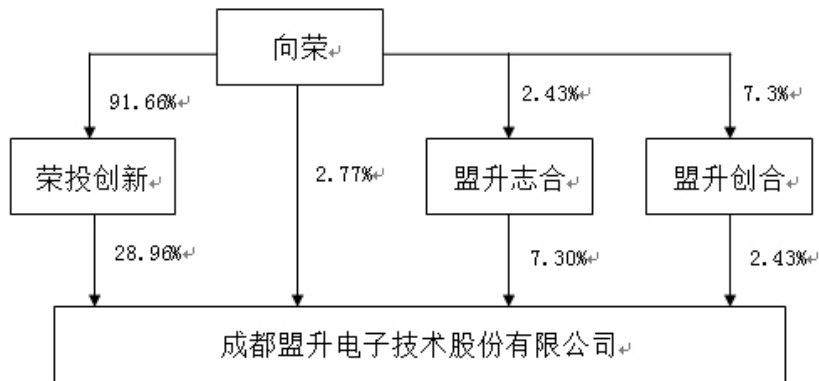 向荣
91.66%
2.43%
7.3%
荣投创新
2.77%
盟升志合
盟升创合
28.96%
7.30%
2.43%
成都盟升电子技术股份有限公司